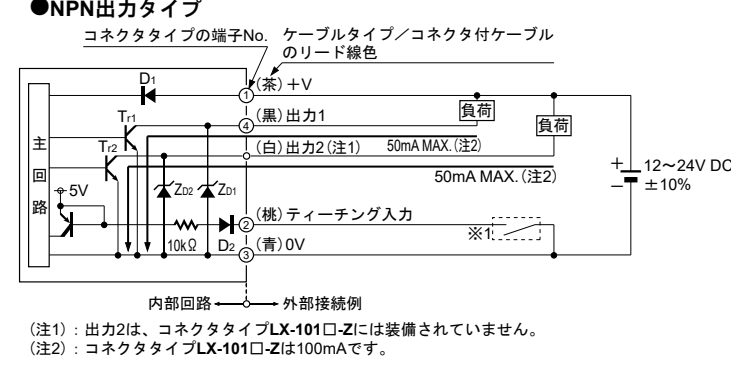 ●NPN出力タイプ
コネクタタイプの端子No.
ケーブルタイプ／コネクタ付ケーブル
のリード線色
主回路
D1
Tr1
Tr2
5V
ZD2
ZD1
10kΩ
D2
① (茶)＋V
④ (黒)出力1
(白)出力2(注1)
50mA MAX.(注2)
50mA MAX.(注2)
② (桃)ティーチング入力
③ (青)0V
※1
負荷
負荷
＋
－
12～24V DC
±10%
内部回路
外部接続例
(注1)：出力2は、コネクタタイプLX-101□-Zには装備されていません。
(注2)：コネクタタイプLX-101□-Zは100mAです。